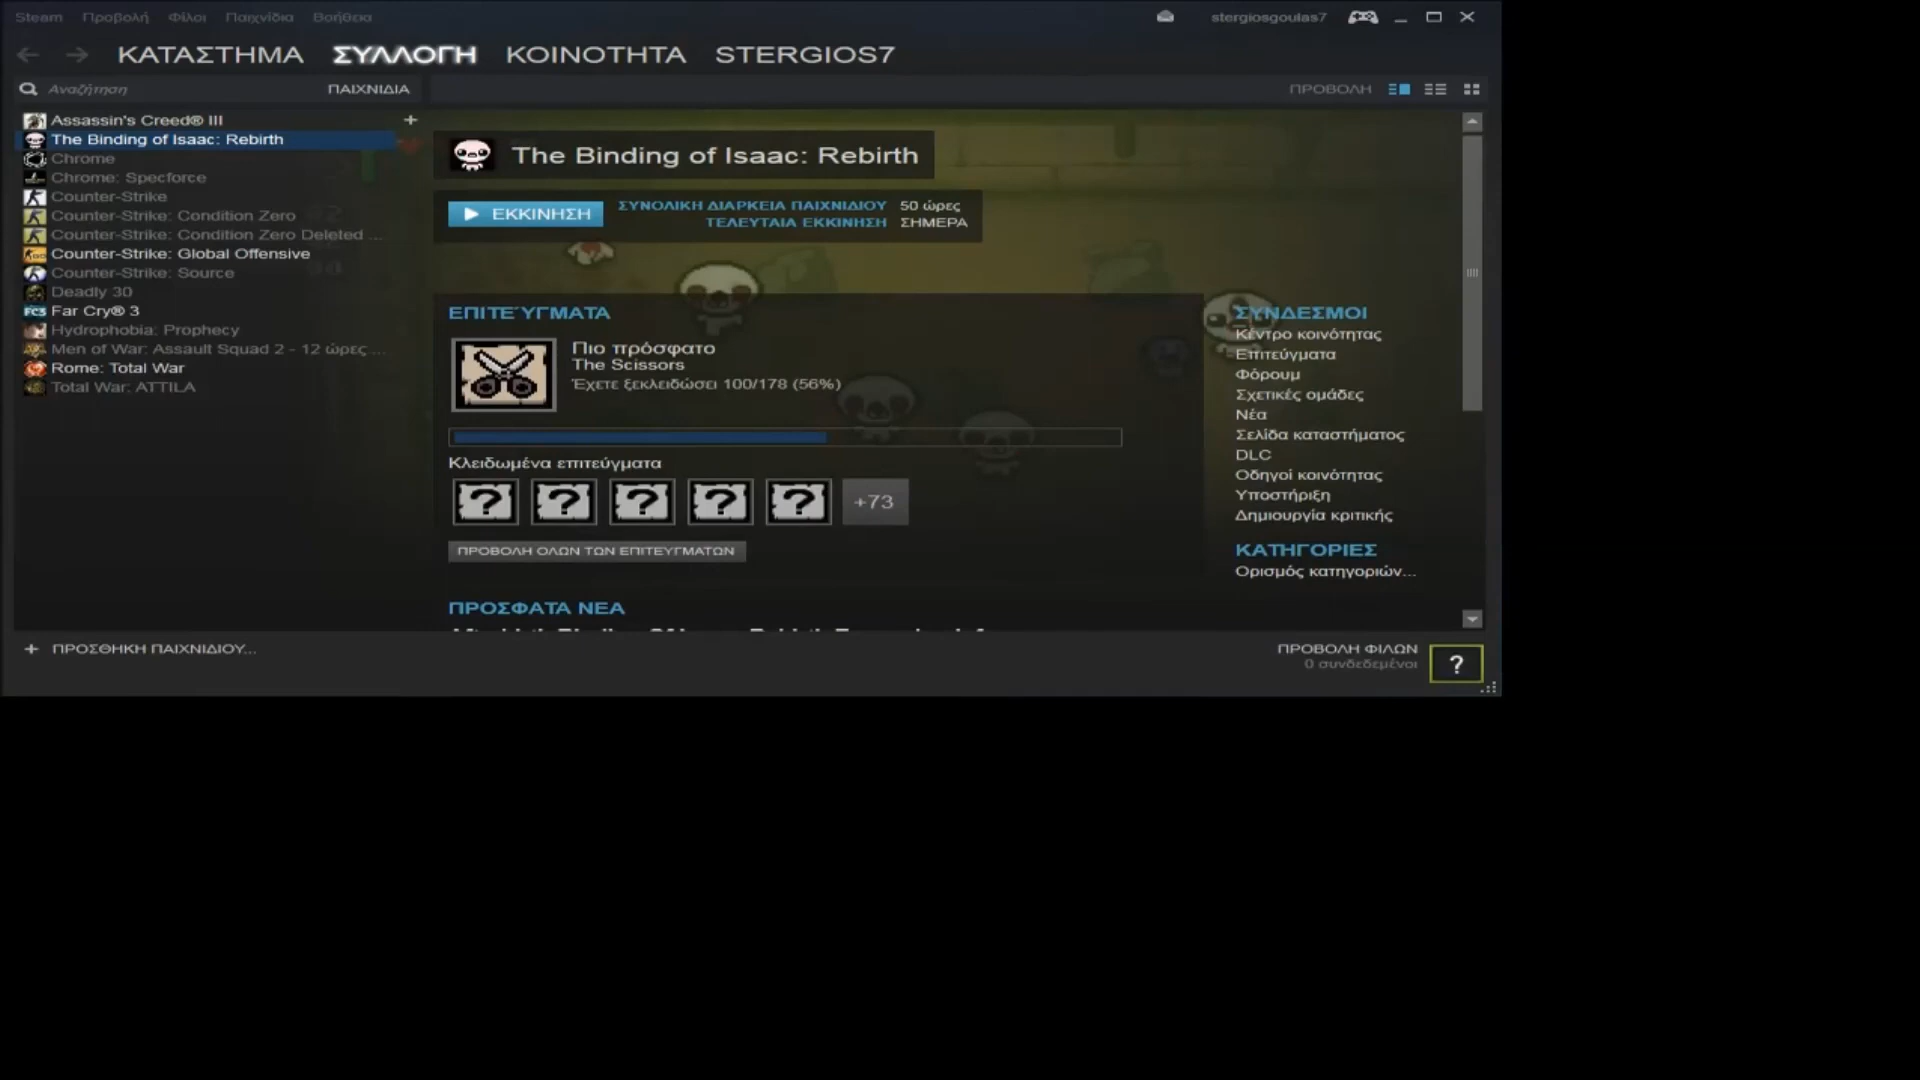 Steam Προβολή Φίλοι Παιχνίδια Βοήθεια
stergiosgoulas7
ΚΑΤΑΣΤΗΜΑ ΣΥΛΛΟΓΗ ΚΟΙΝΟΤΗΤΑ STERGIOS7
Αναζήτηση ΠΑΙΧΝΙΔΙΑ
ΠΡΟΒΟΛΗ
Assassin's Creed® III +
The Binding of Isaac: Rebirth
Chrome
Chrome: Specforce
Counter-Strike
Counter-Strike: Condition Zero
Counter-Strike: Condition Zero Deleted ...
Counter-Strike: Global Offensive
Counter-Strike: Source
Deadly 30
FC3 Far Cry® 3
Hydrophobia: Prophecy
Men of War: Assault Squad 2 - 12 ώρες ...
Rome: Total War
Total War: ATTILA
The Binding of Isaac: Rebirth
ΕΚΚΙΝΗΣΗ
ΣΥΝΟΛΙΚΗ ΔΙΑΡΚΕΙΑ ΠΑΙΧΝΙΔΙΟΥ 50 ώρες
ΤΕΛΕΥΤΑΙΑ ΕΚΚΙΝΗΣΗ ΣΗΜΕΡΑ
ΕΠΙΤΕΎΓΜΑΤΑ
Πιο πρόσφατο
The Scissors
Έχετε ξεκλειδώσει 100/178 (56%)
Κλειδωμένα επιτεύγματα
? ? ? ? ? +73
ΠΡΟΒΟΛΗ ΟΛΩΝ ΤΩΝ ΕΠΙΤΕΥΓΜΑΤΩΝ
ΠΡΟΣΦΑΤΑ ΝΕΑ
ΣΥΝΔΕΣΜΟΙ
Κέντρο κοινότητας
Επιτεύγματα
Φόρουμ
Σχετικές ομάδες
Νέα
Σελίδα καταστήματος
DLC
Οδηγοί κοινότητας
Υποστήριξη
Δημιουργία κριτικής
ΚΑΤΗΓΟΡΙΕΣ
Ορισμός κατηγοριών...
+ ΠΡΟΣΘΗΚΗ ΠΑΙΧΝΙΔΙΟΥ...
ΠΡΟΒΟΛΗ ΦΙΛΩΝ
0 συνδεδεμένοι
?